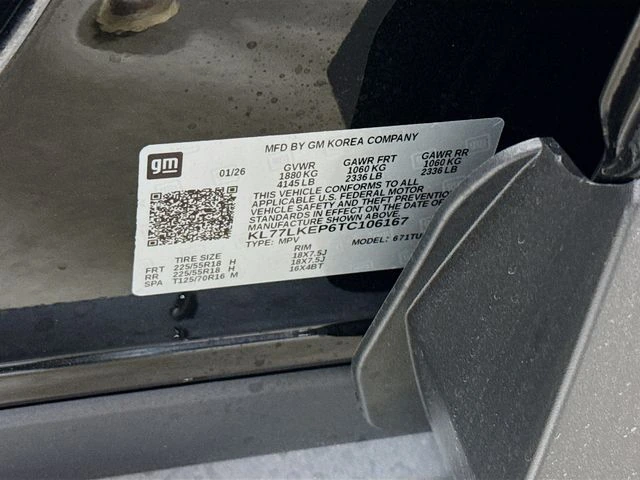 gm
MFD BY GM KOREA COMPANY
01/26
GVWR GAWR FRT GAWR RR
1880 KG 1060 KG 1060 KG
4145 LB 2336 LB 2336 LB
THIS VEHICLE CONFORMS TO ALL
APPLICABLE U.S. FEDERAL MOTOR
VEHICLE SAFETY AND THEFT PREVENTION
STANDARDS IN EFFECT ON THE DATE OF
MANUFACTURE SHOWN ABOVE.
KL77LKEP6TC106167
TYPE: MPV MODEL: 671TU
TIRE SIZE RIM
FRT 225/55R18 H 18X7.5J
RR 225/55R18 H 18X7.5J
SPA T125/70R16 M 16X4BT